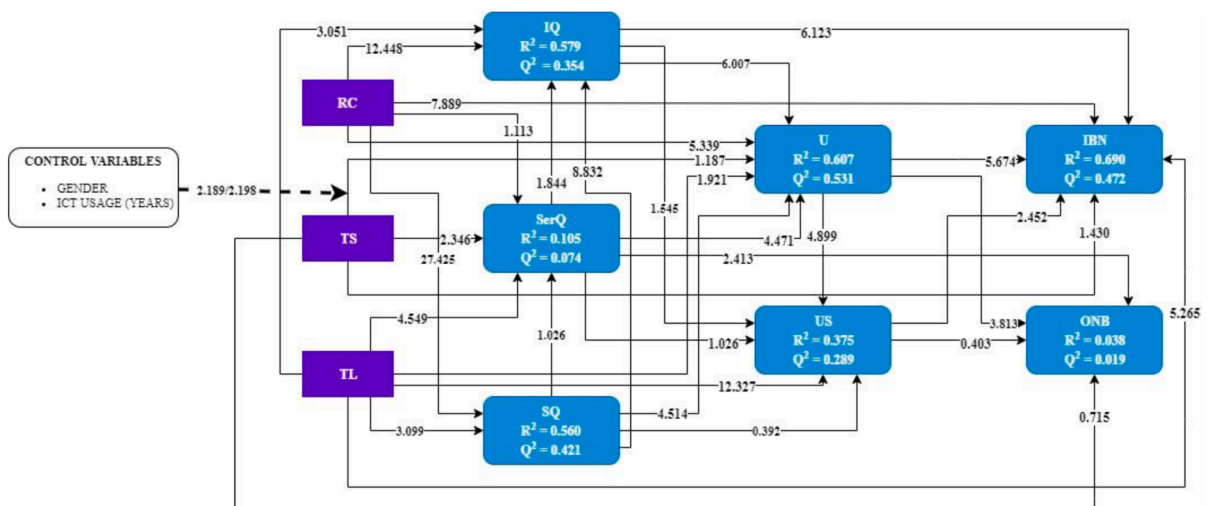 IQ
R² = 0.579
Q² = 0.354
3.051
12.448
6.123
6.007
RC
7.889
1.113
5.339
CONTROL VARIABLES
• GENDER
• ICT USAGE (YEARS)
2.189/2.198
1.187
1.921
8.832
1.844
1.545
U
R² = 0.607
Q² = 0.531
5.674
IBN
R² = 0.690
Q² = 0.472
TS
2.346
27.425
SerQ
R² = 0.105
Q² = 0.074
4.471
4.899
2.413
2.452
1.430
4.549
1.026
1.026
US
R² = 0.375
Q² = 0.289
3.813
0.403
ONB
R² = 0.038
Q² = 0.019
5.265
TL
12.327
3.099
SQ
R² = 0.560
Q² = 0.421
4.514
0.392
0.715